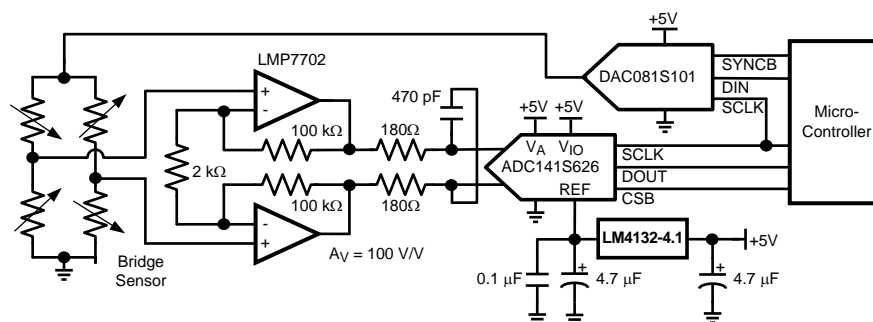 +5V
LMP7702
DAC081S101
SYNCB
DIN
SCLK
Micro-
Controller
+
-
470 pF
+5V +5V
100 kΩ
180Ω
VA VIO
ADC141S626
SCLK
2 kΩ
DOUT
REF
CSB
100 kΩ
180Ω
-
+
AV = 100 V/V
Bridge
Sensor
LM4132-4.1
+5V
0.1 µF
+
4.7 µF
+
4.7 µF